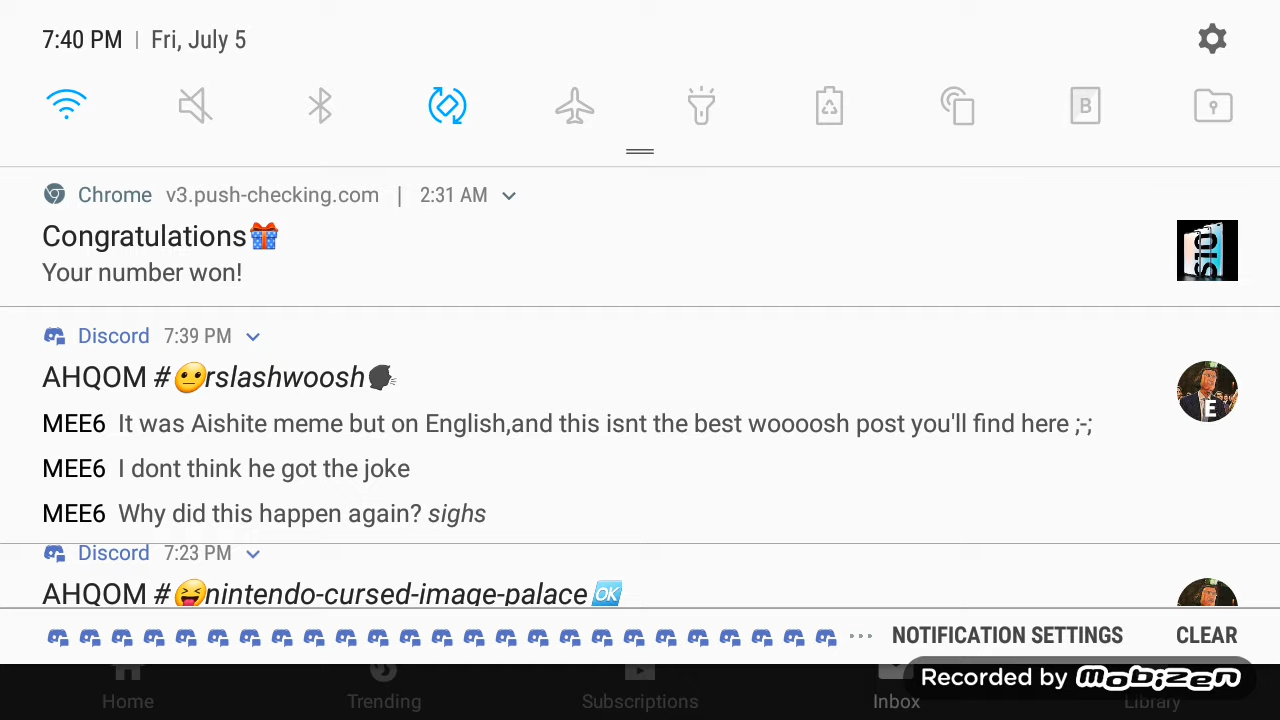 7:40 PM | Fri, July 5
B
Chrome v3.push-checking.com | 2:31 AM
Congratulations🎁
Your number won!
S10
Discord 7:39 PM
AHQOM #😐rslashwoosh🗣
E
MEE6 It was Aishite meme but on English,and this isnt the best woooosh post you'll find here ;-;
MEE6 I dont think he got the joke
MEE6 Why did this happen again? sighs
Discord 7:23 PM
AHQOM #😝nintendo-cursed-image-palace🆗
NOTIFICATION SETTINGS CLEAR
Recorded by Mobizen
Home Trending Subscriptions Inbox Library